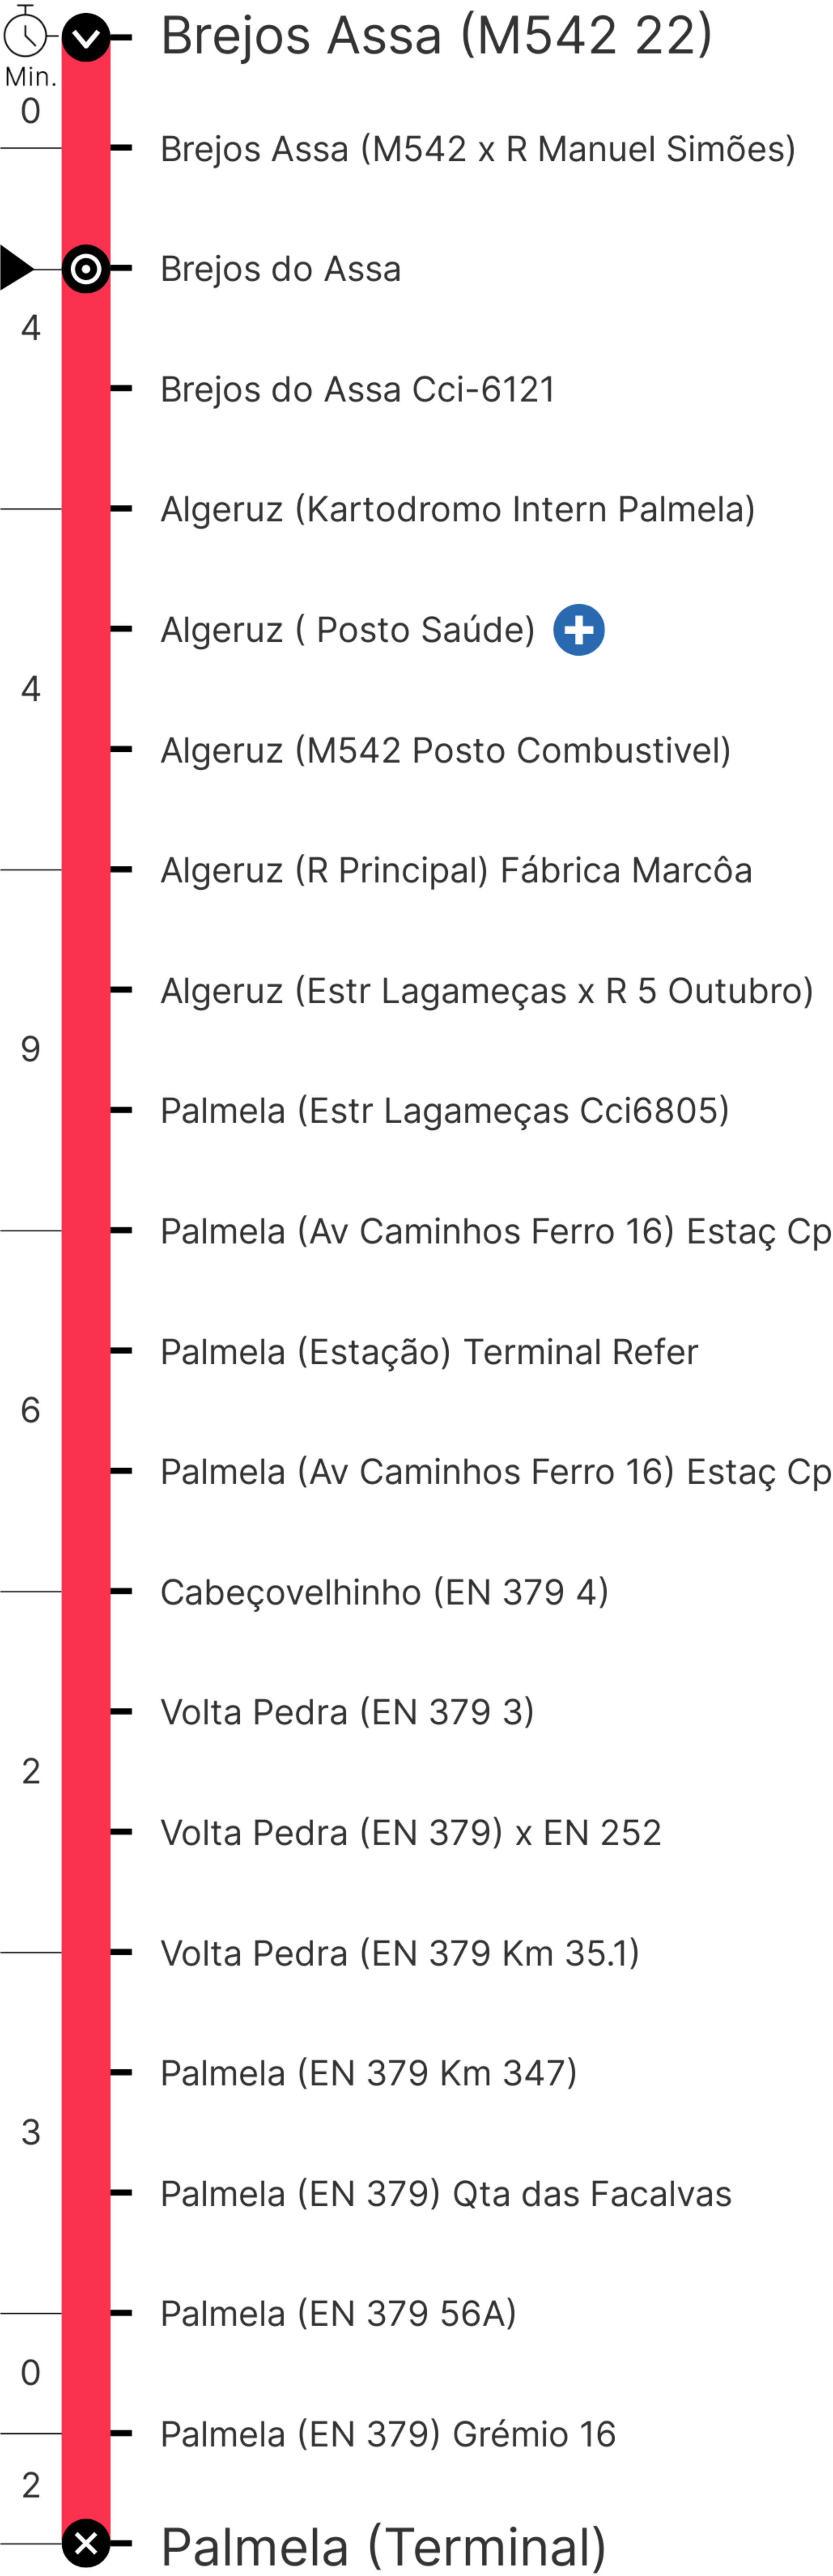 Brejos Assa (M542 22)
Min.
0
Brejos Assa (M542 x R Manuel Simões)
Brejos do Assa
4
Brejos do Assa Cci-6121
Algeruz (Kartodromo Intern Palmela)
Algeruz ( Posto Saúde)
4
Algeruz (M542 Posto Combustivel)
Algeruz (R Principal) Fábrica Marcôa
Algeruz (Estr Lagameças x R 5 Outubro)
9
Palmela (Estr Lagameças Cci6805)
Palmela (Av Caminhos Ferro 16) Estaç Cp
Palmela (Estação) Terminal Refer
6
Palmela (Av Caminhos Ferro 16) Estaç Cp
Cabeçovelhinho (EN 379 4)
Volta Pedra (EN 379 3)
2
Volta Pedra (EN 379) x EN 252
Volta Pedra (EN 379 Km 35.1)
Palmela (EN 379 Km 347)
3
Palmela (EN 379) Qta das Facalvas
Palmela (EN 379 56A)
0
Palmela (EN 379) Grémio 16
2
Palmela (Terminal)